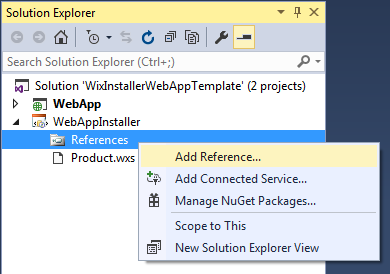 Solution Explorer
Search Solution Explorer (Ctrl+;)
Solution 'WixInstallerWebAppTemplate' (2 projects)
WebApp
WebAppInstaller
References
Product.wxs
Add Reference...
Add Connected Service...
Manage NuGet Packages...
Scope to This
New Solution Explorer View